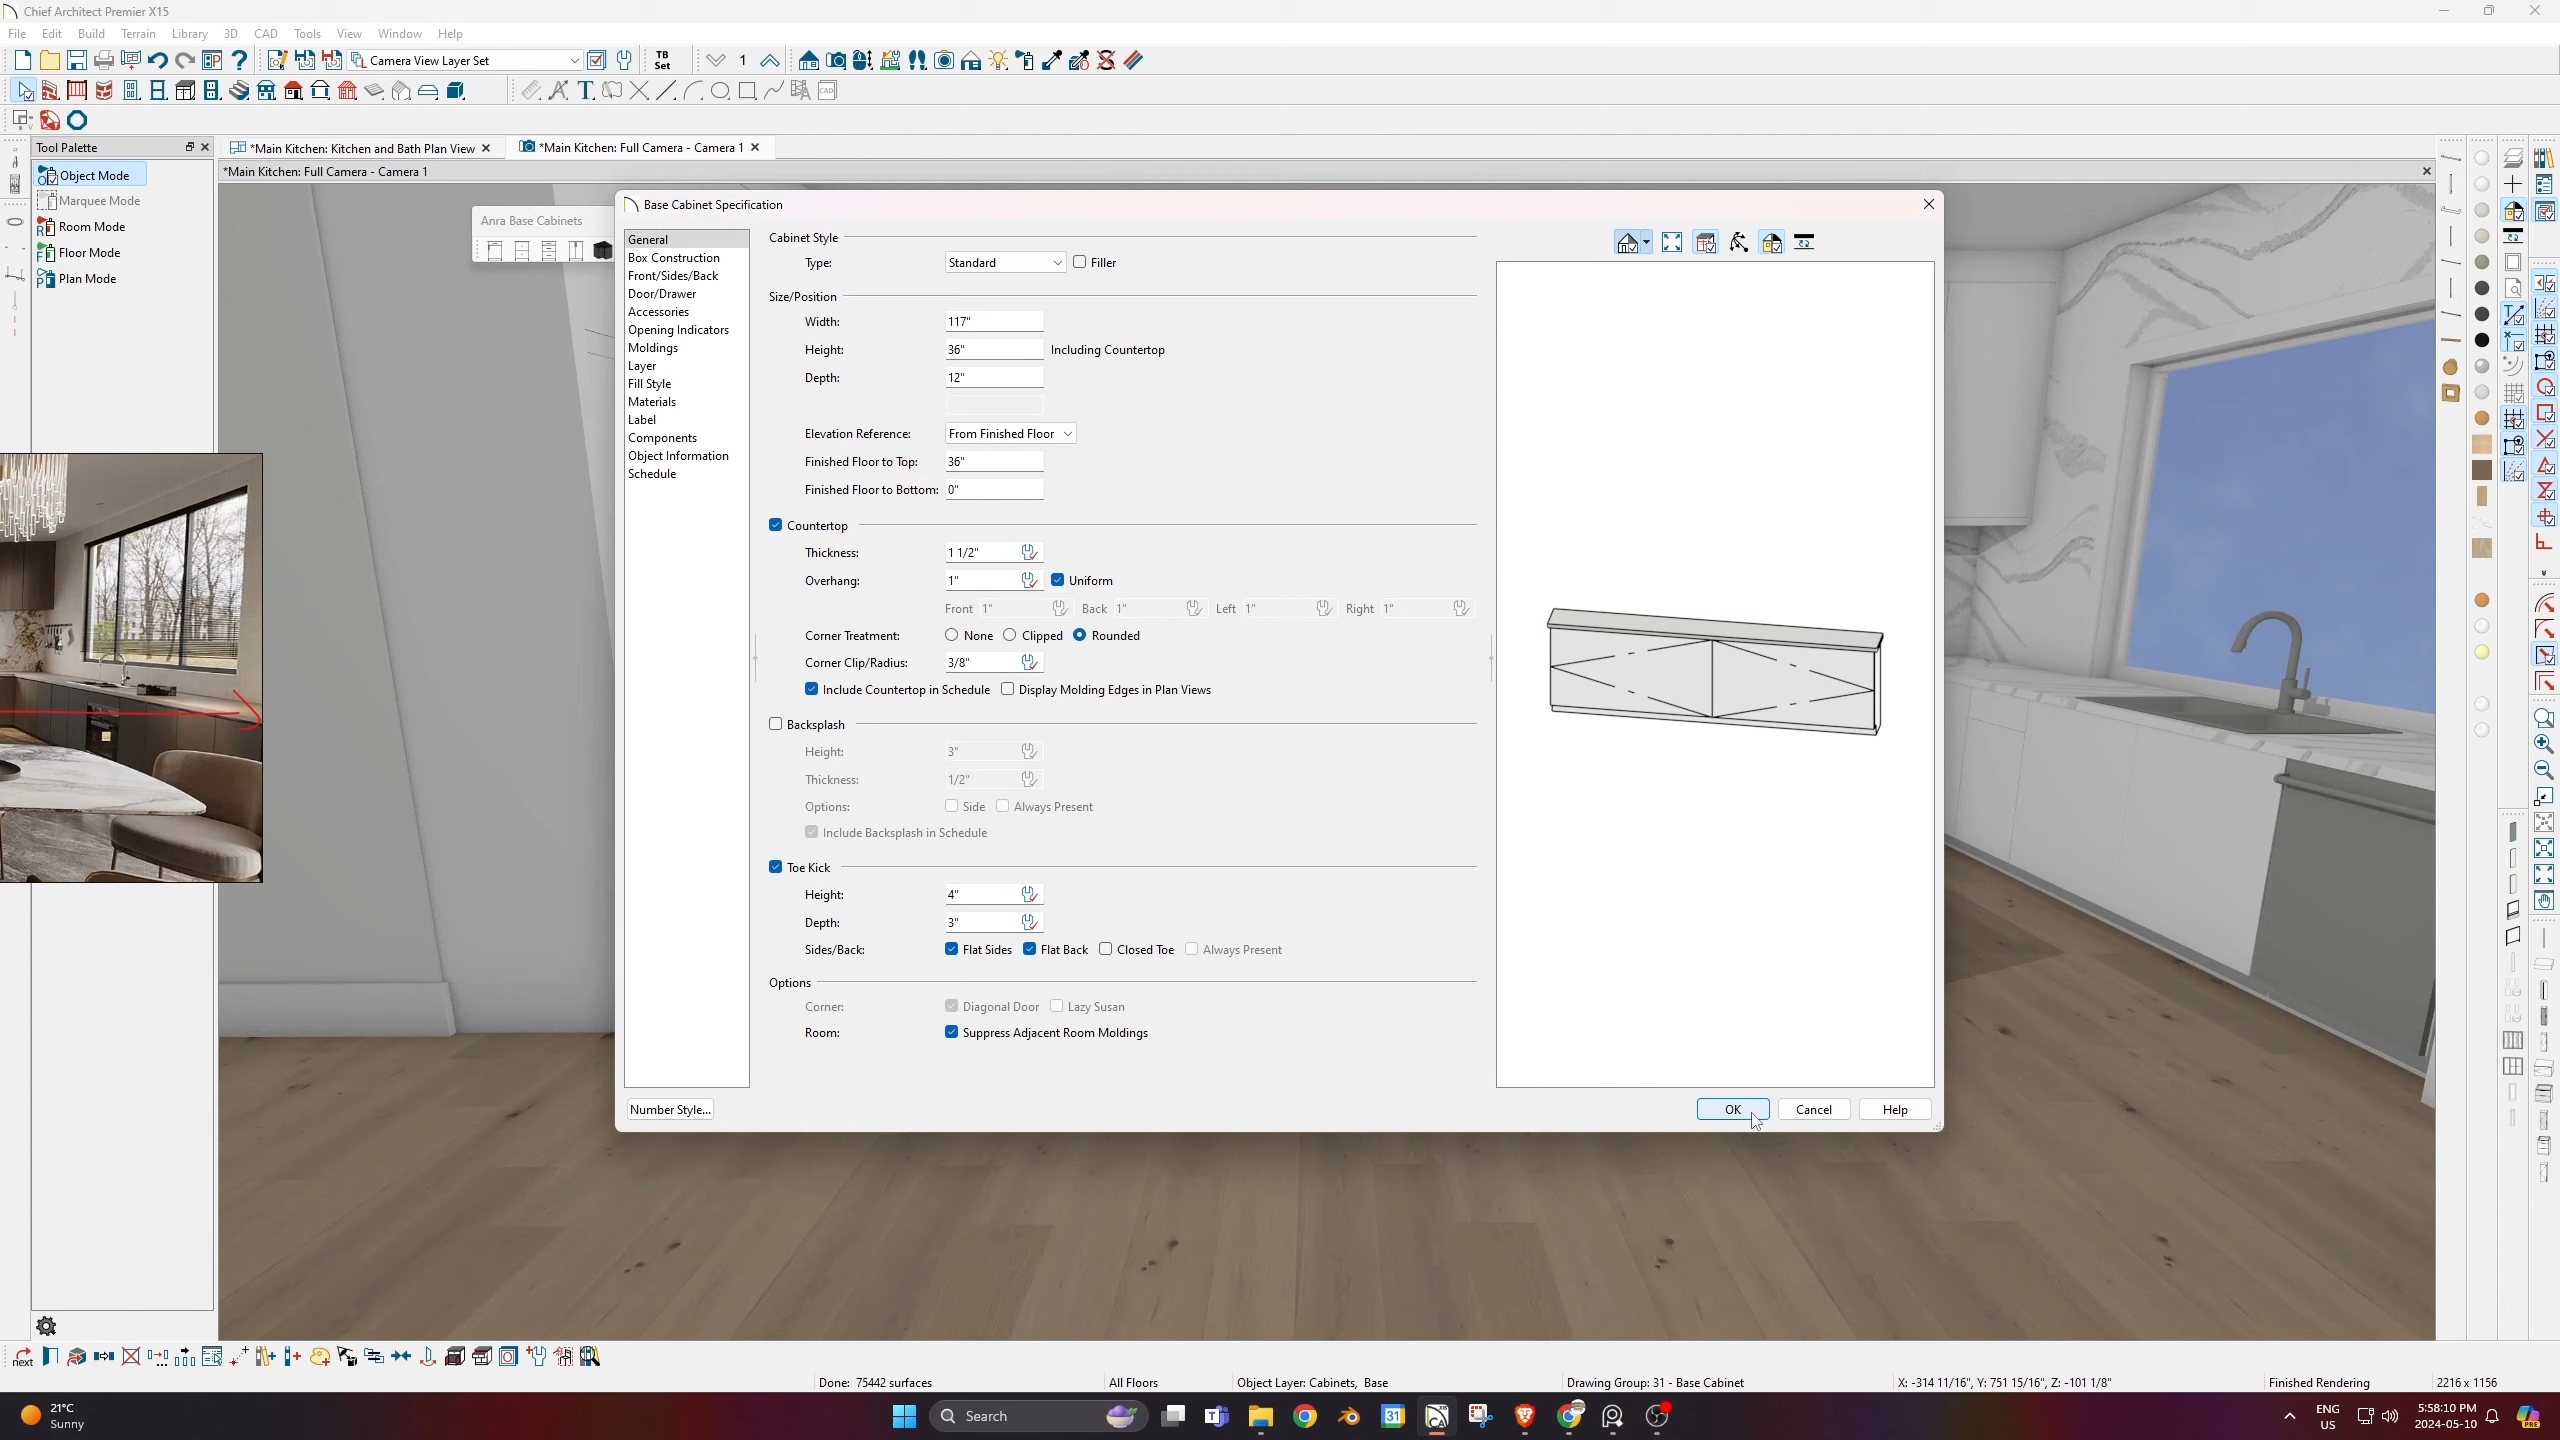 Chief Architect Premier X15
File Edit Build Terrain Library 3D CAD Tools View Window Help
Camera View Layer Set
TB Set
1
CAD
Tool Palette
*Main Kitchen: Kitchen and Bath Plan View
*Main Kitchen: Full Camera - Camera 1
*Main Kitchen: Full Camera - Camera 1
Object Mode
Marquee Mode
Room Mode
Floor Mode
Plan Mode
Anra Base Cabinets
Base Cabinet Specification
General
Box Construction
Front/Sides/Back
Door/Drawer
Accessories
Opening Indicators
Moldings
Layer
Fill Style
Materials
Label
Components
Object Information
Schedule
Cabinet Style
Type: Standard Filler
Size/Position
Width: 117"
Height: 36" Including Countertop
Depth: 12"
Elevation Reference: From Finished Floor
Finished Floor to Top: 36"
Finished Floor to Bottom: 0"
Countertop
Thickness: 1 1/2"
Overhang: 1" Uniform
Front 1" Back 1" Left 1" Right 1"
Corner Treatment: None Clipped Rounded
Corner Clip/Radius: 3/8"
Include Countertop in Schedule Display Molding Edges in Plan Views
Backsplash
Height: 3"
Thickness: 1/2"
Options: Side Always Present
Include Backsplash in Schedule
Toe Kick
Height: 4"
Depth: 3"
Sides/Back: Flat Sides Flat Back Closed Toe Always Present
Options
Corner: Diagonal Door Lazy Susan
Room: Suppress Adjacent Room Moldings
Number Style...
OK Cancel Help
next
Done: 75442 surfaces All Floors Object Layer: Cabinets, Base Drawing Group: 31 - Base Cabinet X: -314 11/16", Y: 751 15/16", Z: -101 1/8" Finished Rendering 2216 x 1156
21°C
Sunny
Search
31
ENG
US
5:58:10 PM
2024-05-10